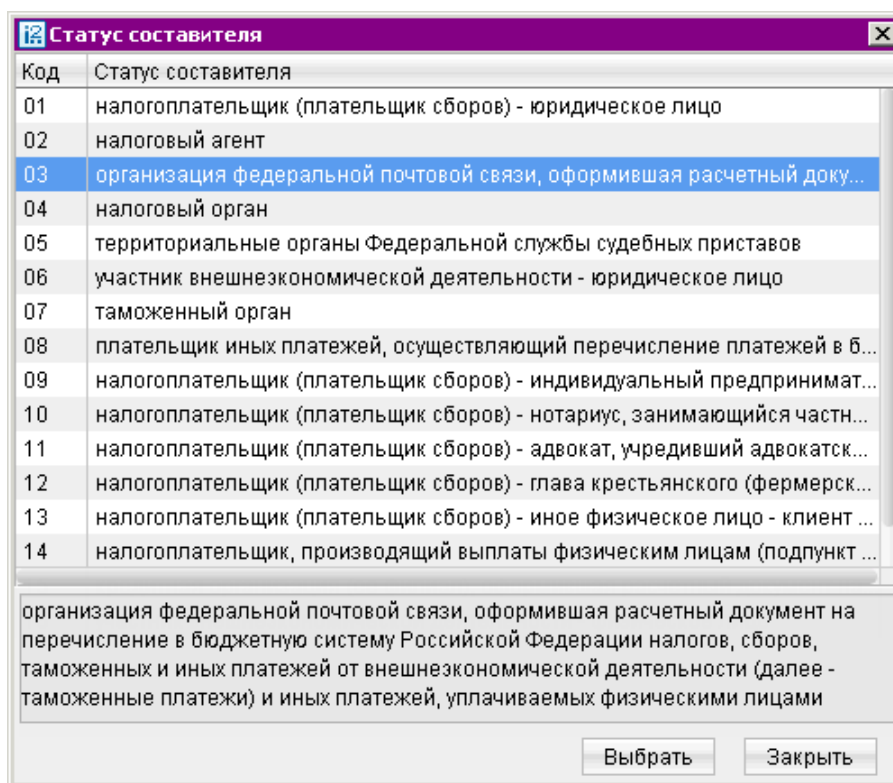 Статус составителя
Код Статус составителя
01 налогоплательщик (плательщик сборов) - юридическое лицо
02 налоговый агент
03 организация федеральной почтовой связи, оформившая расчетный доку...
04 налоговый орган
05 территориальные органы Федеральной службы судебных приставов
06 участник внешнеэкономической деятельности - юридическое лицо
07 таможенный орган
08 плательщик иных платежей, осуществляющий перечисление платежей в б...
09 налогоплательщик (плательщик сборов) - индивидуальный предпринимат...
10 налогоплательщик (плательщик сборов) - нотариус, занимающийся частн...
11 налогоплательщик (плательщик сборов) - адвокат, учредивший адвокатск...
12 налогоплательщик (плательщик сборов) - глава крестьянского (фермерск...
13 налогоплательщик (плательщик сборов) - иное физическое лицо - клиент ...
14 налогоплательщик, производящий выплаты физическим лицам (подпункт ...
организация федеральной почтовой связи, оформившая расчетный документ на
перечисление в бюджетную систему Российской Федерации налогов, сборов,
таможенных и иных платежей от внешнеэкономической деятельности (далее -
таможенные платежи) и иных платежей, уплачиваемых физическими лицами
Выбрать Закрыть